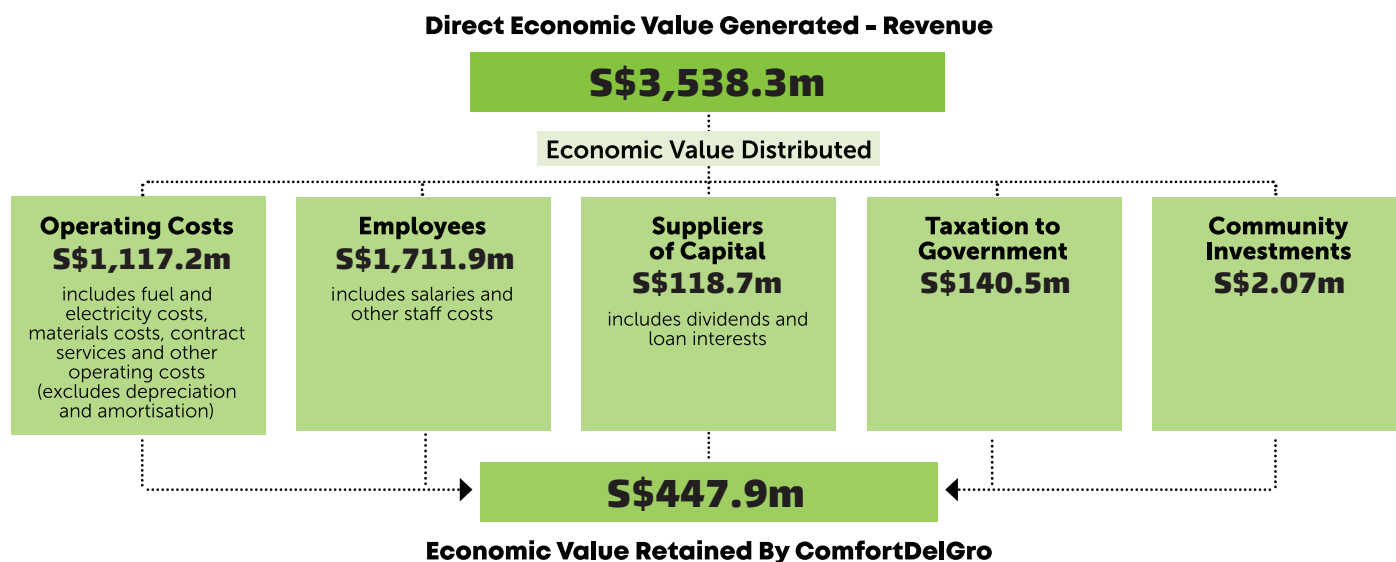 Direct Economic Value Generated - Revenue
S$3,538.3m
Economic Value Distributed
Operating Costs
S$1,117.2m
includes fuel and
electricity costs,
materials costs, contract
services and other
operating costs
(excludes depreciation
and amortisation)
Employees
S$1,711.9m
includes salaries and
other staff costs
Suppliers
of Capital
S$118.7m
includes dividends and
loan interests
Taxation to
Government
S$140.5m
Community
Investments
S$2.07m
S$447.9m
Economic Value Retained By ComfortDelGro